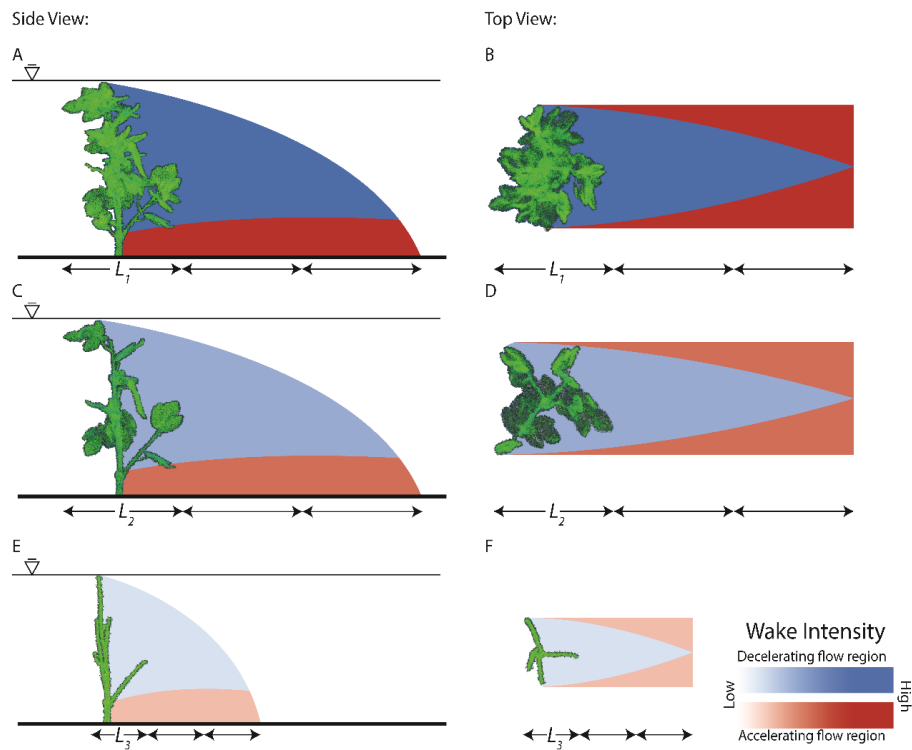 Side View:
Top View:
A
B
L1
L1
C
D
L2
L2
E
F
L3
L3
Wake Intensity
Decelerating flow region
Low
High
Accelerating flow region